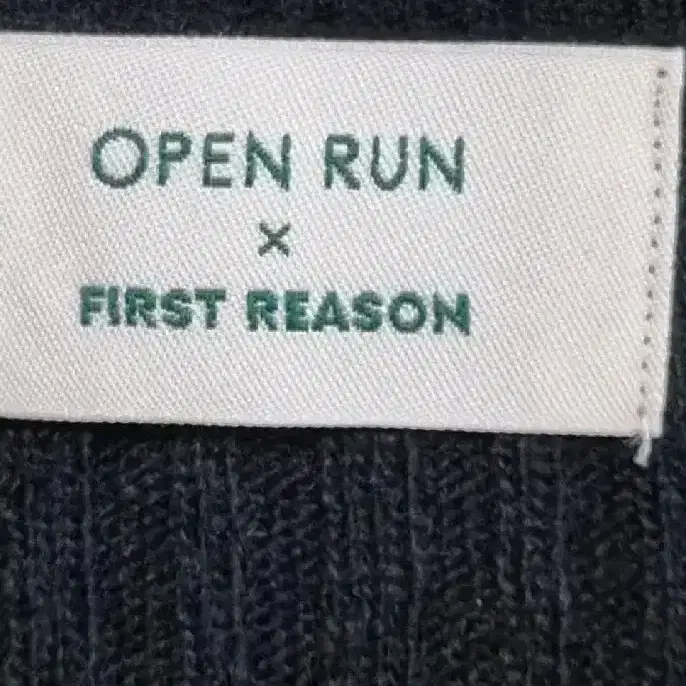 OPEN RUN
×
FIRST REASON